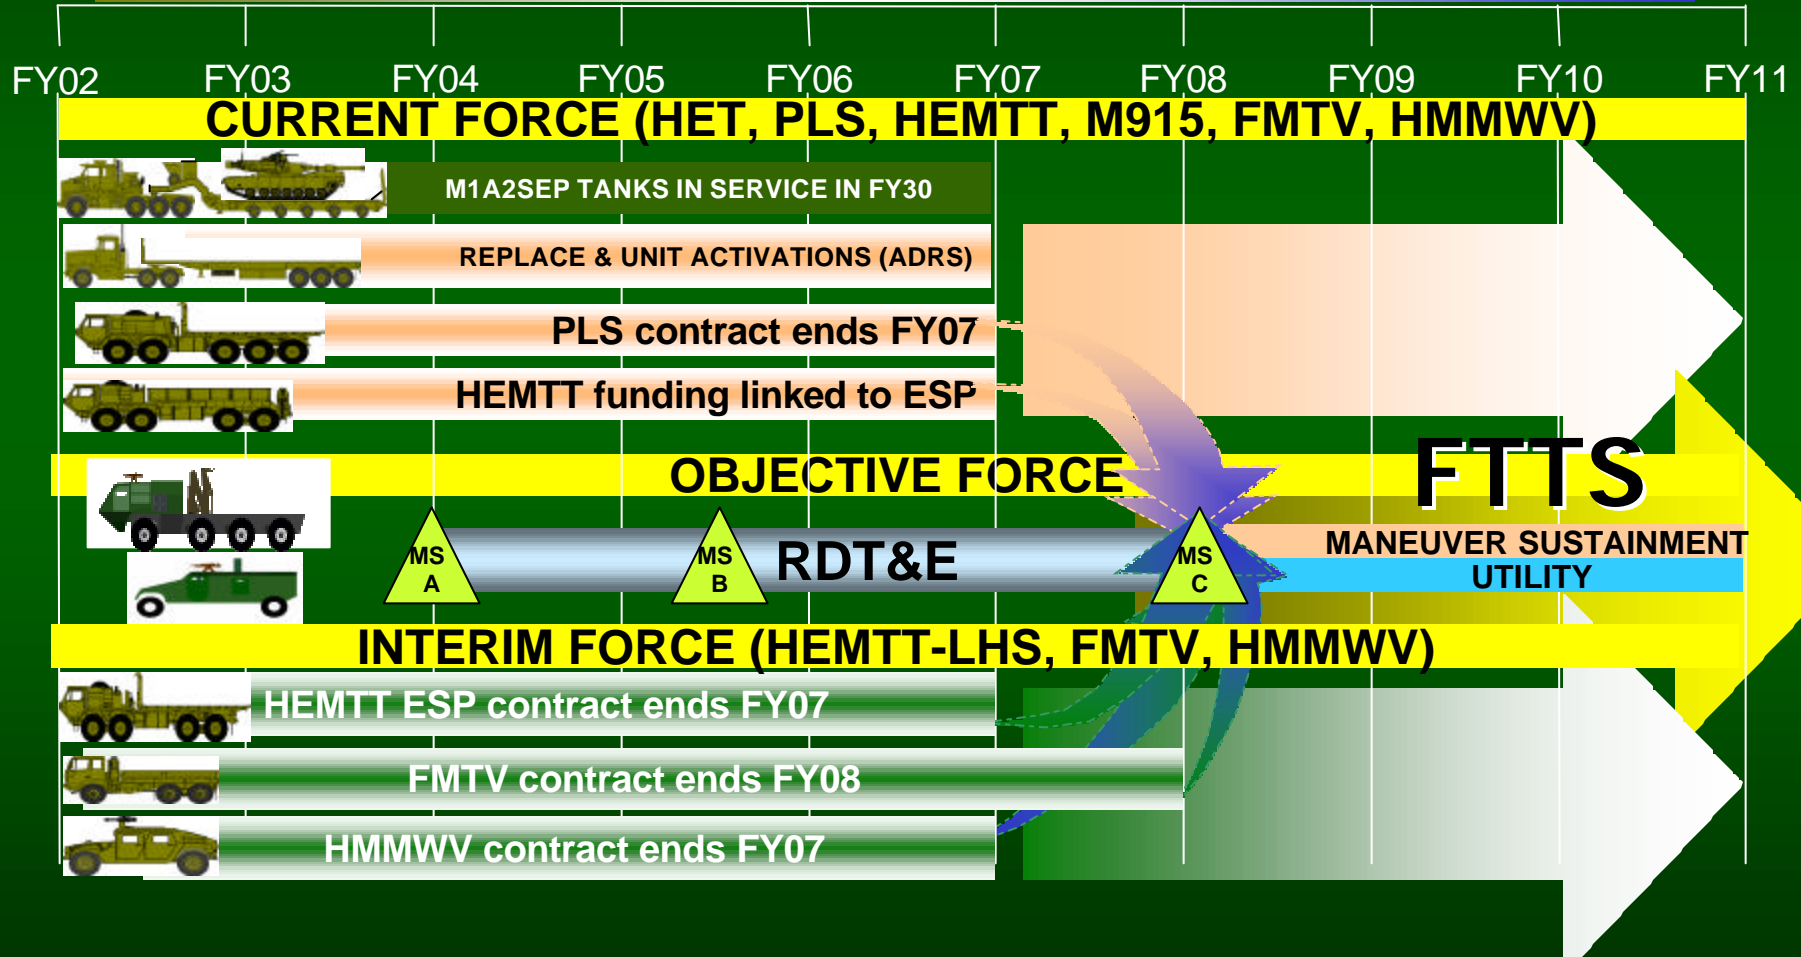 FY02 FY03 FY04 FY05 FY06 FY07 FY08 FY09 FY10 FY11
CURRENT FORCE (HET, PLS, HEMTT, M915, FMTV, HMMWV)
M1A2SEP TANKS IN SERVICE IN FY30
REPLACE & UNIT ACTIVATIONS (ADRS)
PLS contract ends FY07
HEMTT funding linked to ESP
OBJECTIVE FORCE
FTTS
MS
A
MS
B
RDT&E
MS
C
MANEUVER SUSTAINMENT
UTILITY
INTERIM FORCE (HEMTT-LHS, FMTV, HMMWV)
HEMTT ESP contract ends FY07
FMTV contract ends FY08
HMMWV contract ends FY07